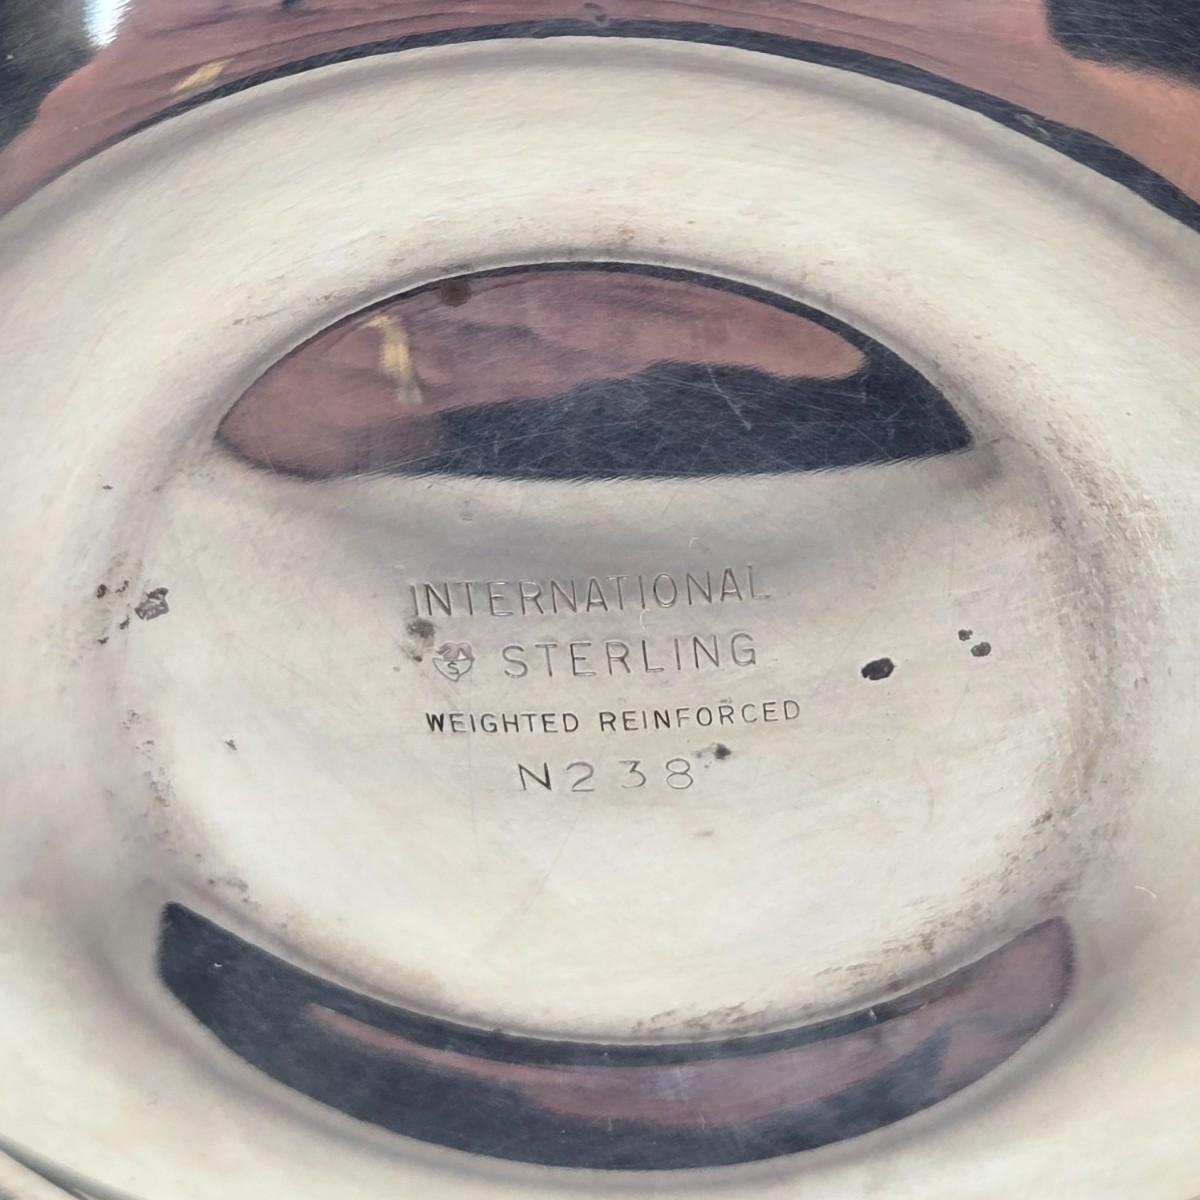 INTERNATIONAL
S STERLING
WEIGHTED REINFORCED
N238